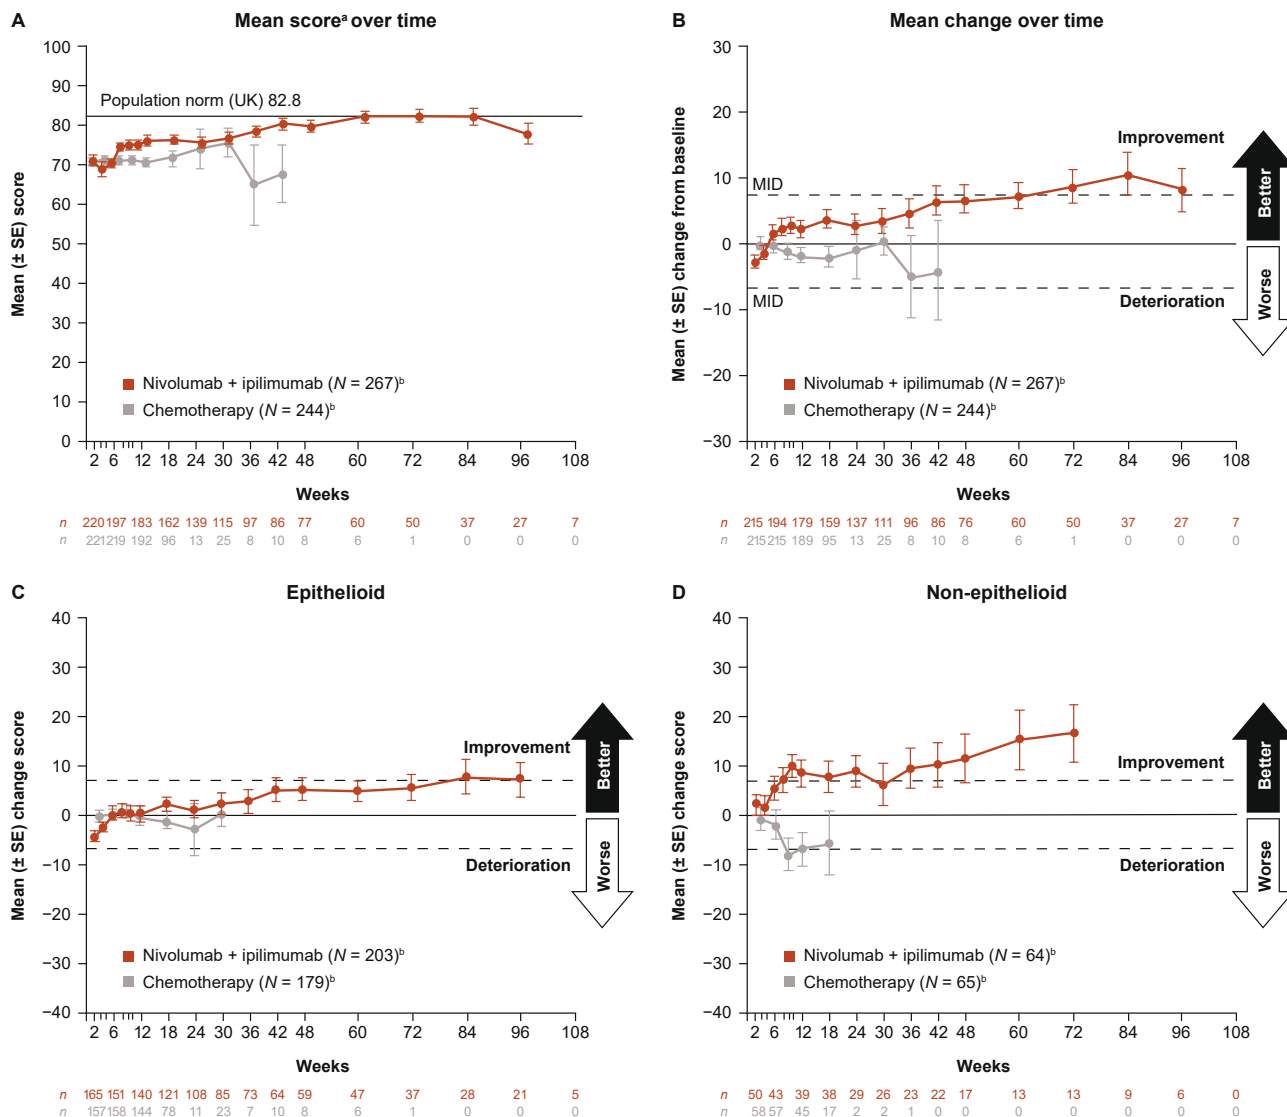 A
Mean scoreᵃ over time
Mean (± SE) score
100
90
80
70
60
50
40
30
20
10
0
Population norm (UK) 82.8
Nivolumab + ipilimumab (N = 267)ᵇ
Chemotherapy (N = 244)ᵇ
2 6 12 18 24 30 36 42 48 60 72 84 96 108
Weeks
n 220 197 183 162 139 115 97 86 77 60 50 37 27 7
n 221 219 192 96 13 25 8 10 8 6 1 0 0 0
B
Mean change over time
Mean (± SE) change from baseline
30
20
10
0
−10
−20
−30
Improvement
MID
MID
Deterioration
Better
Worse
Nivolumab + ipilimumab (N = 267)ᵇ
Chemotherapy (N = 244)ᵇ
2 6 12 18 24 30 36 42 48 60 72 84 96 108
Weeks
n 215 194 179 159 137 111 96 86 76 60 50 37 27 7
n 215 215 189 95 13 25 8 10 8 6 1 0 0 0
C
Epithelioid
Mean (± SE) change score
40
30
20
10
0
−10
−20
−30
−40
Improvement
Deterioration
Better
Worse
Nivolumab + ipilimumab (N = 203)ᵇ
Chemotherapy (N = 179)ᵇ
2 6 12 18 24 30 36 42 48 60 72 84 96 108
Weeks
n 165 151 140 121 108 85 73 64 59 47 37 28 21 5
n 157 158 144 78 11 23 7 10 8 6 1 0 0 0
D
Non-epithelioid
Mean (± SE) change score
40
30
20
10
0
−10
−20
−30
−40
Improvement
Deterioration
Better
Worse
Nivolumab + ipilimumab (N = 64)ᵇ
Chemotherapy (N = 65)ᵇ
2 6 12 18 24 30 36 42 48 60 72 84 96 108
Weeks
n 50 43 39 38 29 26 23 22 17 13 13 9 6 0
n 58 57 45 17 2 2 1 0 0 0 0 0 0 0